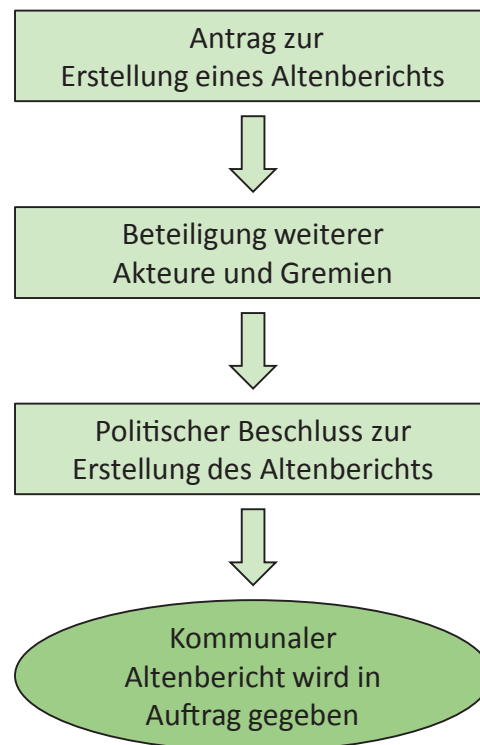 Antrag zur
Erstellung eines Altenberichts
Beteiligung weiterer
Akteure und Gremien
Politischer Beschluss zur
Erstellung des Altenberichts
Kommunaler
Altenbericht wird in
Auftrag gegeben